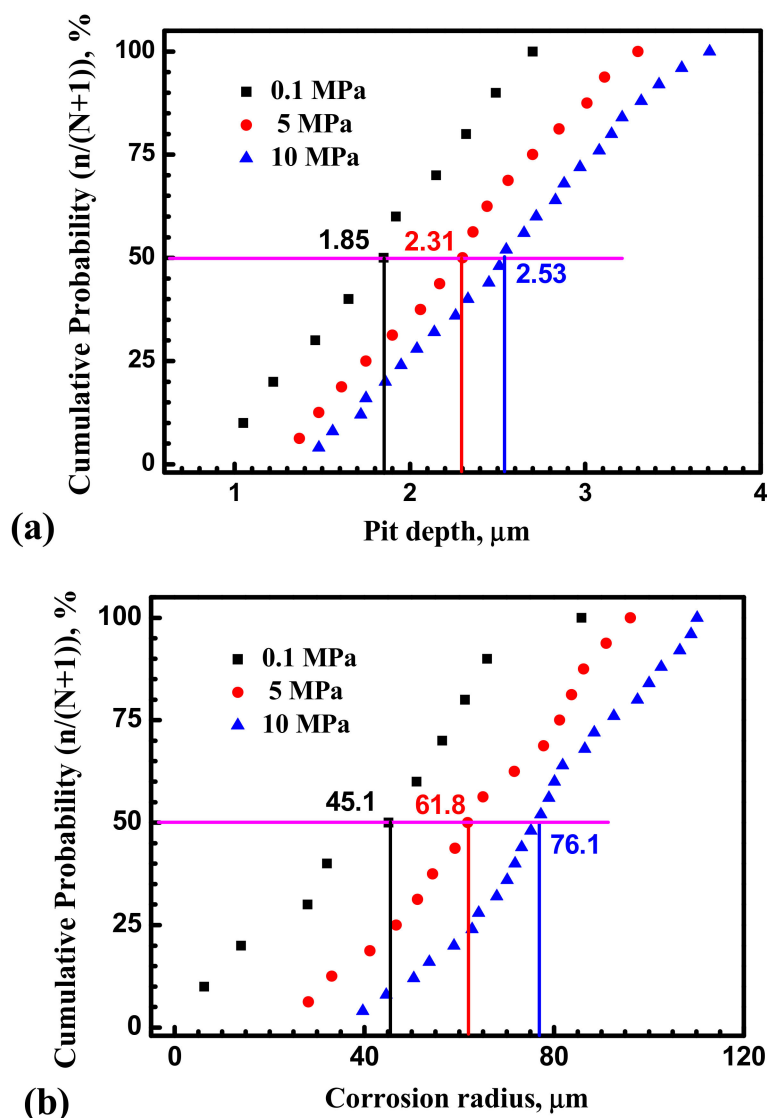 Cumulative Probability (n/(N+1)), %
100
75
50
25
0
0.1 MPa
5 MPa
10 MPa
1.85
2.31
2.53
1
2
3
4
Pit depth, μm
(a)
Cumulative Probability (n/(N+1)), %
100
75
50
25
0
0.1 MPa
5 MPa
10 MPa
45.1
61.8
76.1
0
40
80
120
Corrosion radius, μm
(b)